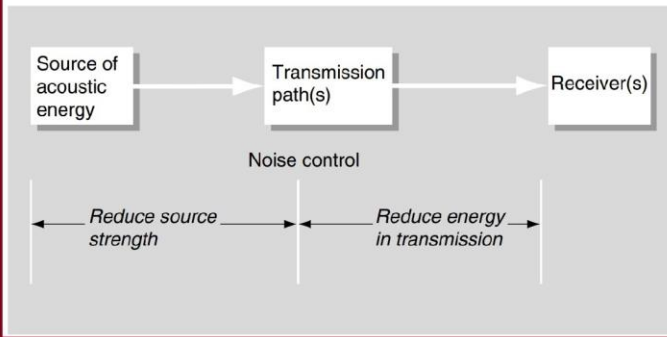 Source of
acoustic
energy
Transmission
path(s)
Receiver(s)
Noise control
Reduce source
strength
Reduce energy
in transmission